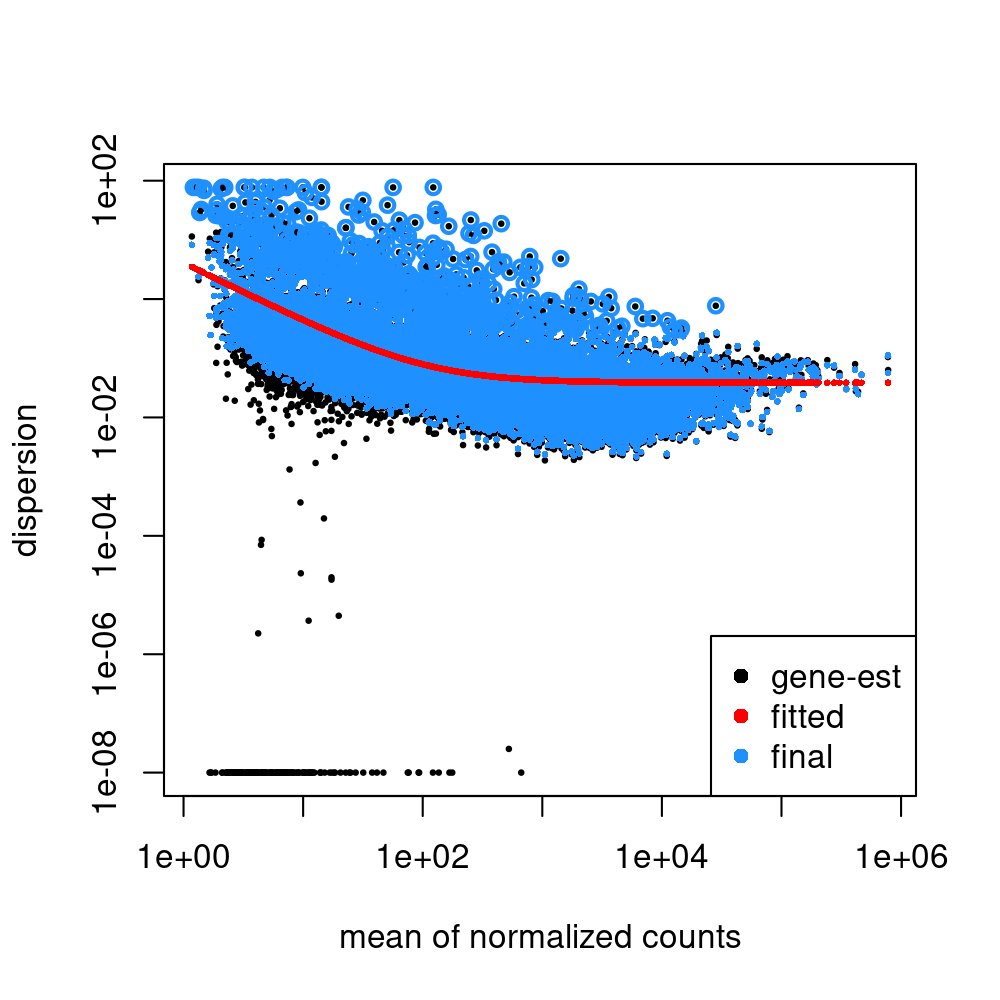 1e+02
1e-02
1e-04
1e-06
1e-08
dispersion
gene-est
fitted
final
1e+00
1e+02
1e+04
1e+06
mean of normalized counts